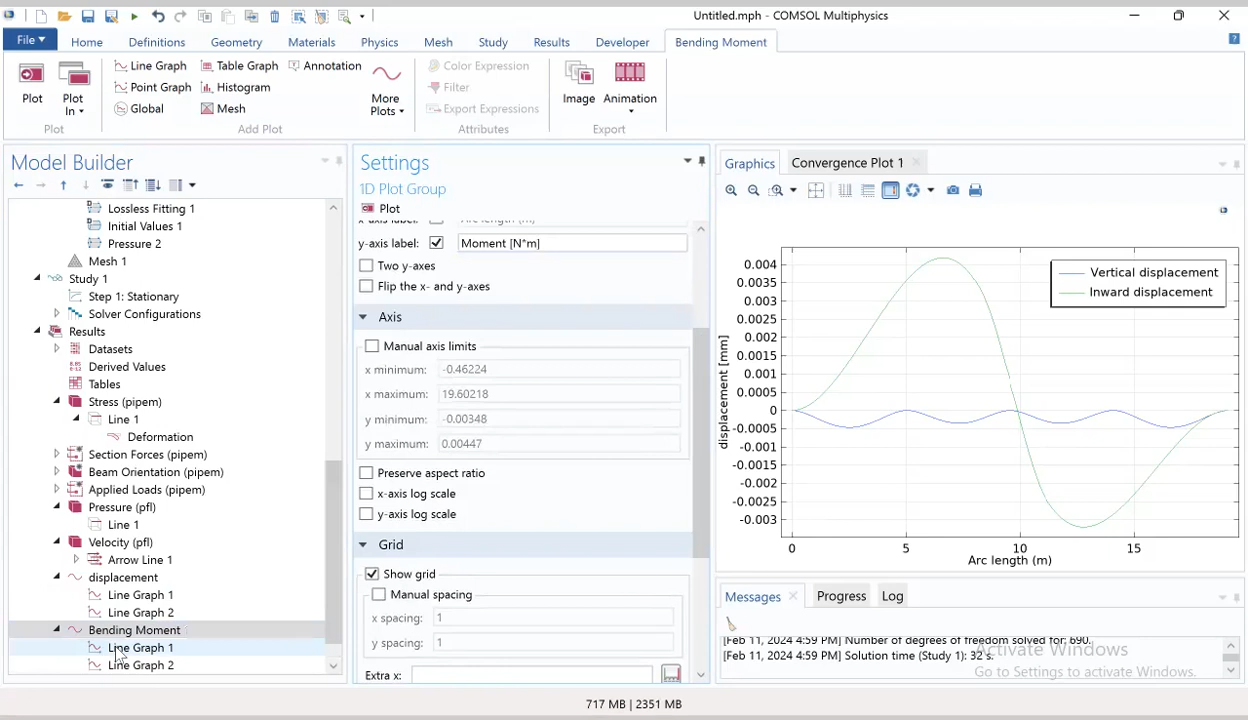 Untitled.mph - COMSOL Multiphysics
File
Home
Definitions
Geometry
Materials
Physics
Mesh
Study
Results
Developer
Bending Moment
Plot
Plot In
Plot
Line Graph
Table Graph
Annotation
Point Graph
Histogram
Global
Mesh
More Plots
Add Plot
Color Expression
Filter
Export Expressions
Attributes
Image
Animation
Export
Model Builder
Lossless Fitting 1
Initial Values 1
Pressure 2
Mesh 1
Study 1
Step 1: Stationary
Solver Configurations
Results
Datasets
8.85
e-12
Derived Values
Tables
Stress (pipem)
Line 1
Deformation
Section Forces (pipem)
Beam Orientation (pipem)
Applied Loads (pipem)
Pressure (pfl)
Line 1
Velocity (pfl)
Arrow Line 1
displacement
Line Graph 1
Line Graph 2
Bending Moment
Line Graph 1
Line Graph 2
Settings
1D Plot Group
Plot
x-axis label: Arc length (m)
y-axis label: Moment [N*m]
Two y-axes
Flip the x- and y-axes
Axis
Manual axis limits
x minimum: -0.46224
x maximum: 19.60218
y minimum: -0.00348
y maximum: 0.00447
Preserve aspect ratio
x-axis log scale
y-axis log scale
Grid
Show grid
Manual spacing
x spacing: 1
y spacing: 1
Extra x:
Graphics
Convergence Plot 1
0.004
0.0035
0.003
0.0025
0.002
0.0015
0.001
0.0005
0
-0.0005
-0.001
-0.0015
-0.002
-0.0025
-0.003
displacement [mm]
Vertical displacement
Inward displacement
0 5 10 15
Arc length (m)
Messages
Progress
Log
[Feb 11, 2024 4:59 PM] Number of degrees of freedom solved for: 690.
[Feb 11, 2024 4:59 PM] Solution time (Study 1): 32 s.
Activate Windows
Go to Settings to activate Windows.
717 MB | 2351 MB